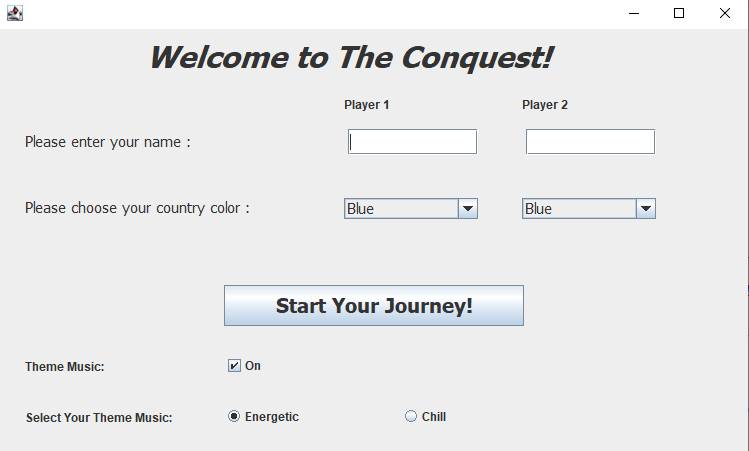 Welcome to The Conquest!
Player 1 Player 2
Please enter your name :
Please choose your country color : Blue Blue
Start Your Journey!
Theme Music: On
Select Your Theme Music: Energetic Chill